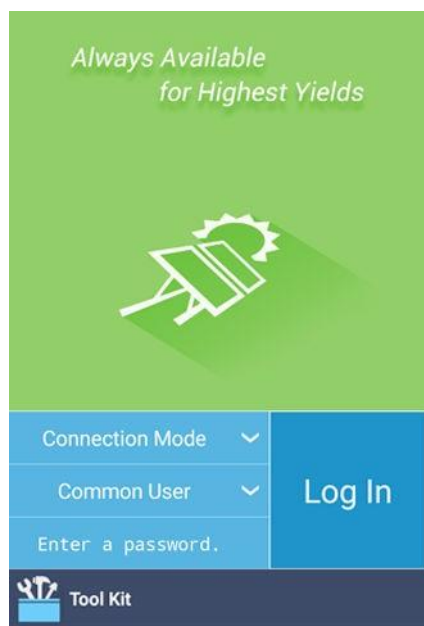 Always Available
for Highest Yields
Connection Mode
Common User
Log In
Enter a password.
Tool Kit